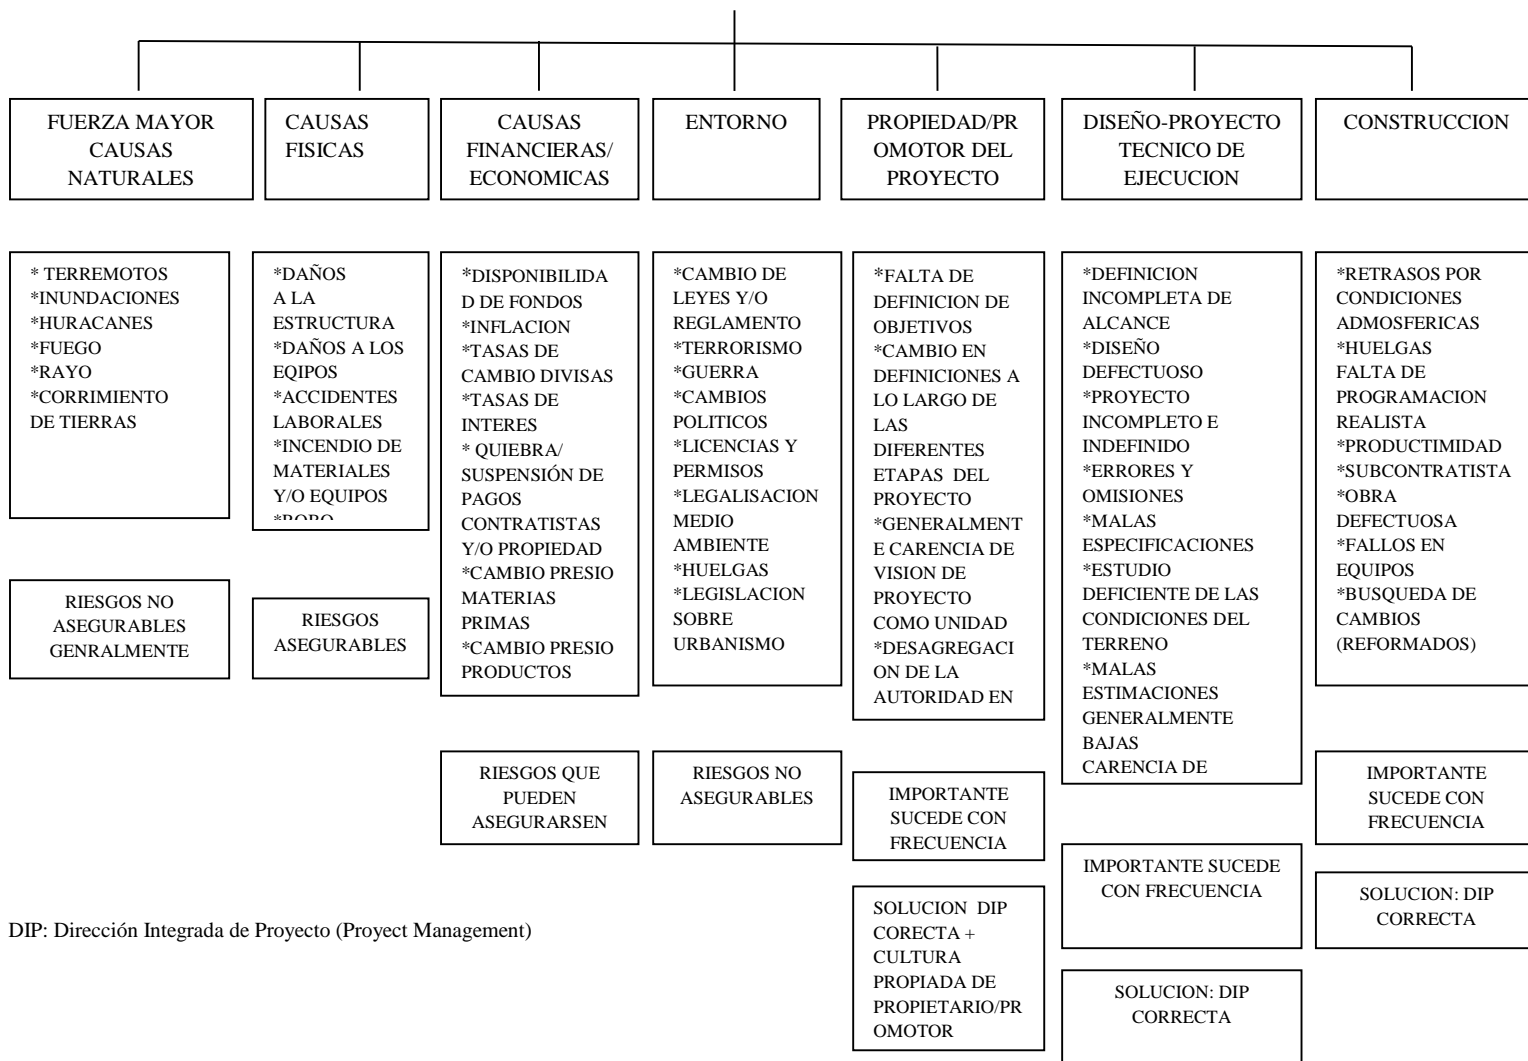 FUERZA MAYOR
CAUSAS
NATURALES
CAUSAS
FISICAS
CAUSAS
FINANCIERAS/
ECONOMICAS
ENTORNO
PROPIEDAD/PR
OMOTOR DEL
PROYECTO
DISEÑO-PROYECTO
TECNICO DE
EJECUCION
CONSTRUCCION
* TERREMOTOS
*INUNDACIONES
*HURACANES
*FUEGO
*RAYO
*CORRIMIENTO
DE TIERRAS
*DAÑOS
A LA
ESTRUCTURA
*DAÑOS A LOS
EQIPOS
*ACCIDENTES
LABORALES
*INCENDIO DE
MATERIALES
Y/O EQUIPOS
*ROBO
*DISPONIBILIDA
D DE FONDOS
*INFLACION
*TASAS DE
CAMBIO DIVISAS
*TASAS DE
INTERES
* QUIEBRA/
SUSPENSIÓN DE
PAGOS
CONTRATISTAS
Y/O PROPIEDAD
*CAMBIO PRESIO
MATERIAS
PRIMAS
*CAMBIO PRESIO
PRODUCTOS
*CAMBIO DE
LEYES Y/O
REGLAMENTO
*TERRORISMO
*GUERRA
*CAMBIOS
POLITICOS
*LICENCIAS Y
PERMISOS
*LEGALISACION
MEDIO
AMBIENTE
*HUELGAS
*LEGISLACION
SOBRE
URBANISMO
*FALTA DE
DEFINICION DE
OBJETIVOS
*CAMBIO EN
DEFINICIONES A
LO LARGO DE
LAS
DIFERENTES
ETAPAS DEL
PROYECTO
*GENERALMENT
E CARENCIA DE
VISION DE
PROYECTO
COMO UNIDAD
*DESAGREGACI
ON DE LA
AUTORIDAD EN
*DEFINICION
INCOMPLETA DE
ALCANCE
*DISEÑO
DEFECTUOSO
*PROYECTO
INCOMPLETO E
INDEFINIDO
*ERRORES Y
OMISIONES
*MALAS
ESPECIFICACIONES
*ESTUDIO
DEFICIENTE DE LAS
CONDICIONES DEL
TERRENO
*MALAS
ESTIMACIONES
GENERALMENTE
BAJAS
CARENCIA DE
*RETRASOS POR
CONDICIONES
ADMOSFERICAS
*HUELGAS
FALTA DE
PROGRAMACION
REALISTA
*PRODUCTIMIDAD
*SUBCONTRATISTA
*OBRA
DEFECTUOSA
*FALLOS EN
EQUIPOS
*BUSQUEDA DE
CAMBIOS
(REFORMADOS)
RIESGOS NO
ASEGURABLES
GENRALMENTE
RIESGOS
ASEGURABLES
RIESGOS QUE
PUEDEN
ASEGURARSEN
RIESGOS NO
ASEGURABLES
IMPORTANTE
SUCEDE CON
FRECUENCIA
IMPORTANTE SUCEDE
CON FRECUENCIA
IMPORTANTE
SUCEDE CON
FRECUENCIA
SOLUCION DIP
CORECTA +
CULTURA
PROPIADA DE
PROPIETARIO/PR
OMOTOR
SOLUCION: DIP
CORRECTA
SOLUCION: DIP
CORRECTA
DIP: Dirección Integrada de Proyecto (Proyect Management)